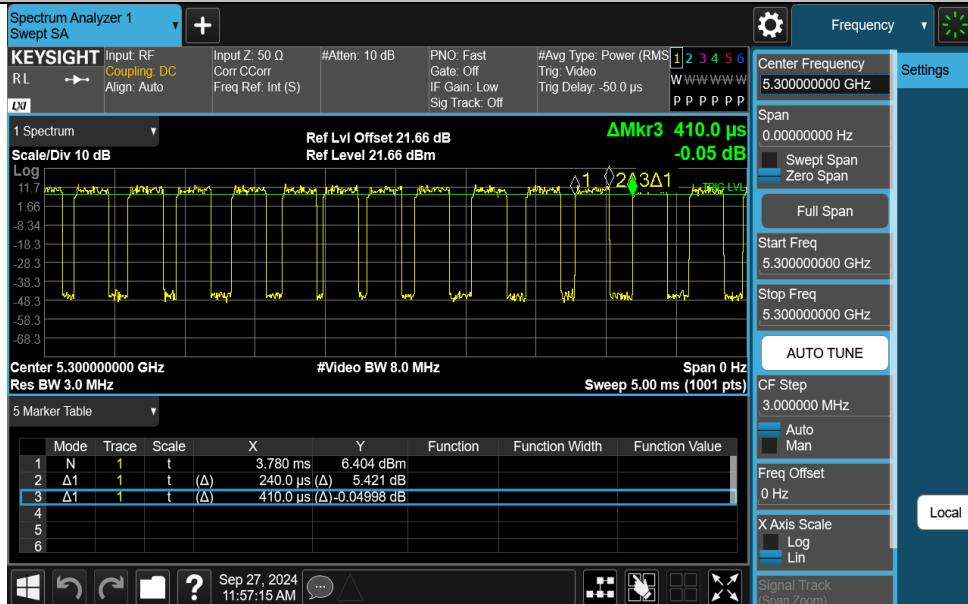 Spectrum Analyzer 1
Swept SA
+
Frequency
KEYSIGHT
R L
LXI
Input: RF
Coupling: DC
Align: Auto
Input Z: 50 Ω
Corr CCorr
Freq Ref: Int (S)
#Atten: 10 dB
PNO: Fast
Gate: Off
IF Gain: Low
Sig Track: Off
#Avg Type: Power (RMS
Trig: Video
Trig Delay: -50.0 µs
1 2 3 4 5 6
W W W W W W
P P P P P P
1 Spectrum
Scale/Div 10 dB
Ref Lvl Offset 21.66 dB
Ref Level 21.66 dBm
ΔMkr3 410.0 µs
-0.05 dB
Log
11.7
1.66
-8.34
-18.3
-28.3
-38.3
-48.3
-58.3
-68.3
1
2Δ
3Δ1
TRIG LVL
Center 5.300000000 GHz
#Video BW 8.0 MHz
Span 0 Hz
Res BW 3.0 MHz
Sweep 5.00 ms (1001 pts)
5 Marker Table
Mode Trace Scale X Y Function Function Width Function Value
1 N 1 t 3.780 ms 6.404 dBm
2 Δ1 1 t (Δ) 240.0 µs (Δ) 5.421 dB
3 Δ1 1 t (Δ) 410.0 µs (Δ) -0.04998 dB
4
5
6
?
Sep 27, 2024
11:57:15 AM
Center Frequency
5.300000000 GHz
Span
0.00000000 Hz
Swept Span
Zero Span
Full Span
Start Freq
5.300000000 GHz
Stop Freq
5.300000000 GHz
AUTO TUNE
CF Step
3.000000 MHz
Auto
Man
Freq Offset
0 Hz
X Axis Scale
Log
Lin
Signal Track
(Span Zoom)
Settings
Local